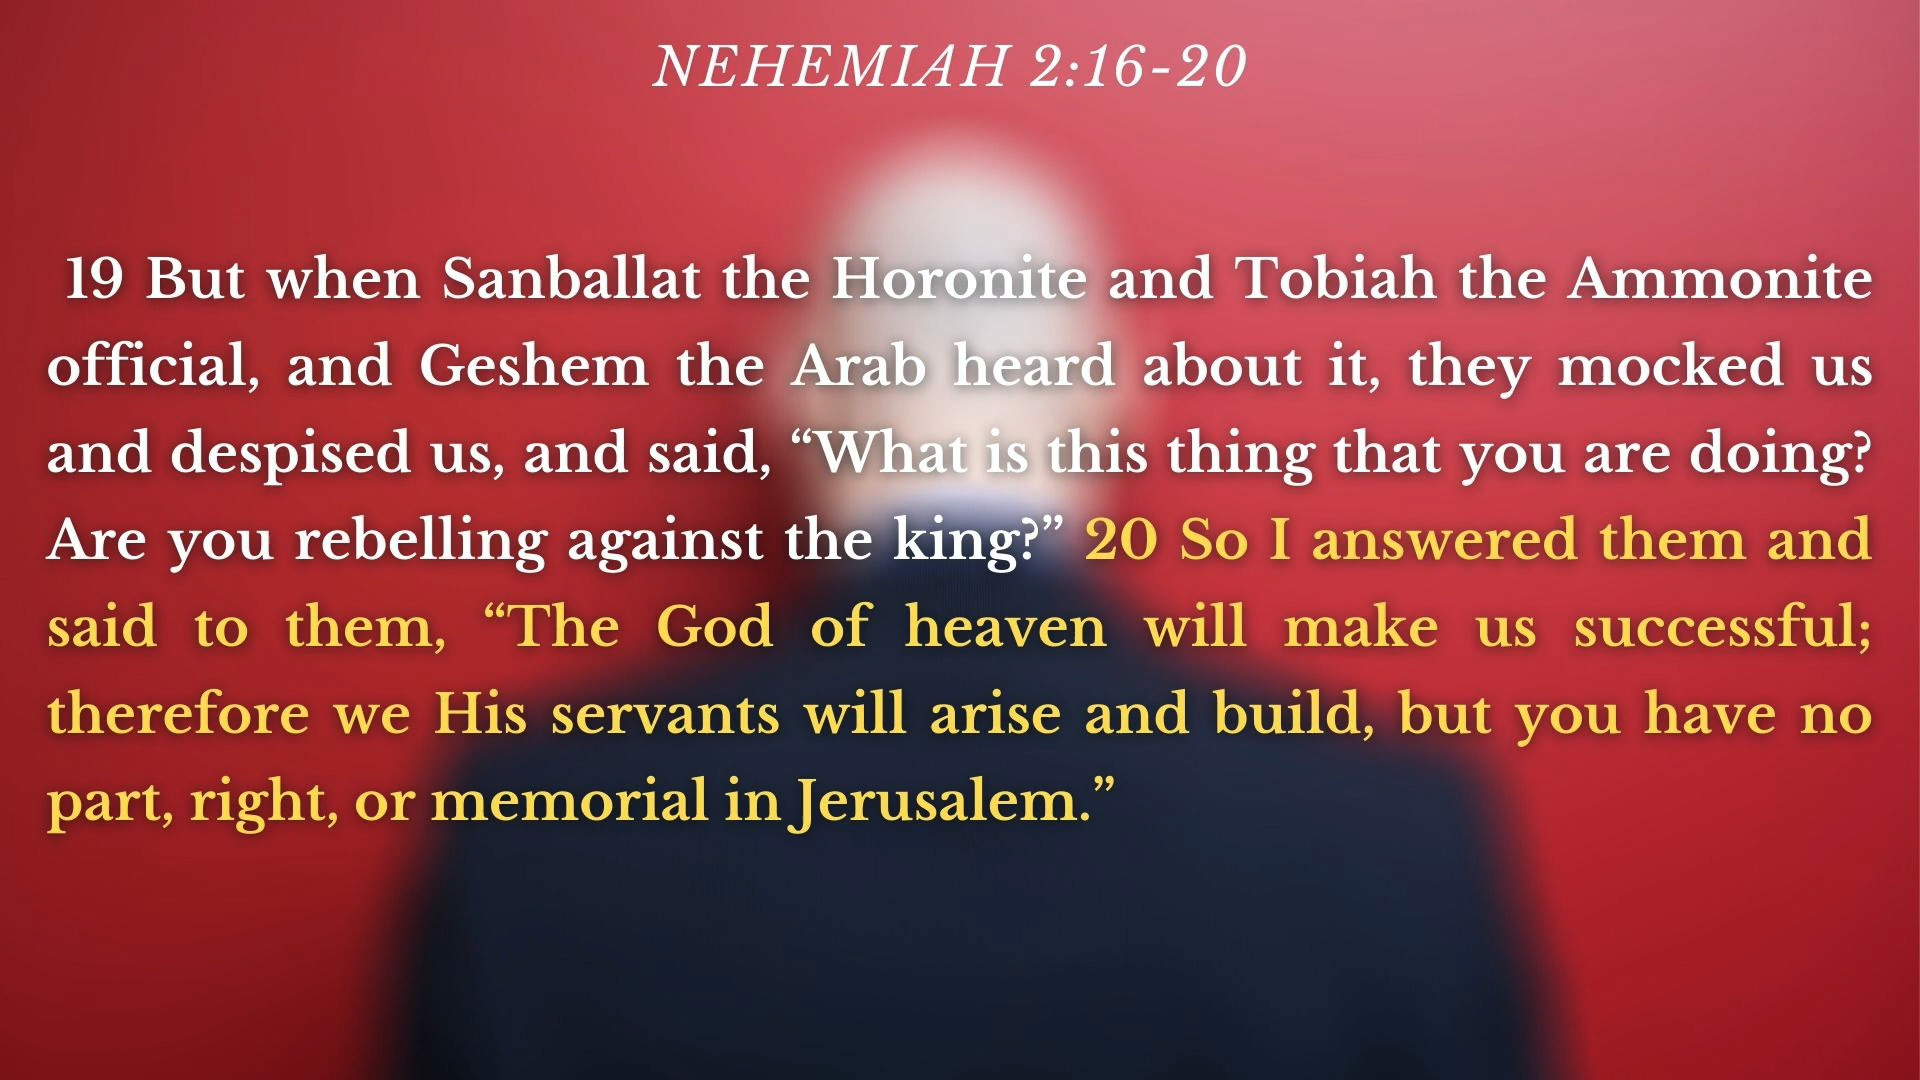 NEHEMIAH 2:16-20
19 But when Sanballat the Horonite and Tobiah the Ammonite
official, and Geshem the Arab heard about it, they mocked us
and despised us, and said, “What is this thing that you are doing?
Are you rebelling against the king?” 20 So I answered them and
said to them, “The God of heaven will make us successful;
therefore we His servants will arise and build, but you have no
part, right, or memorial in Jerusalem.”